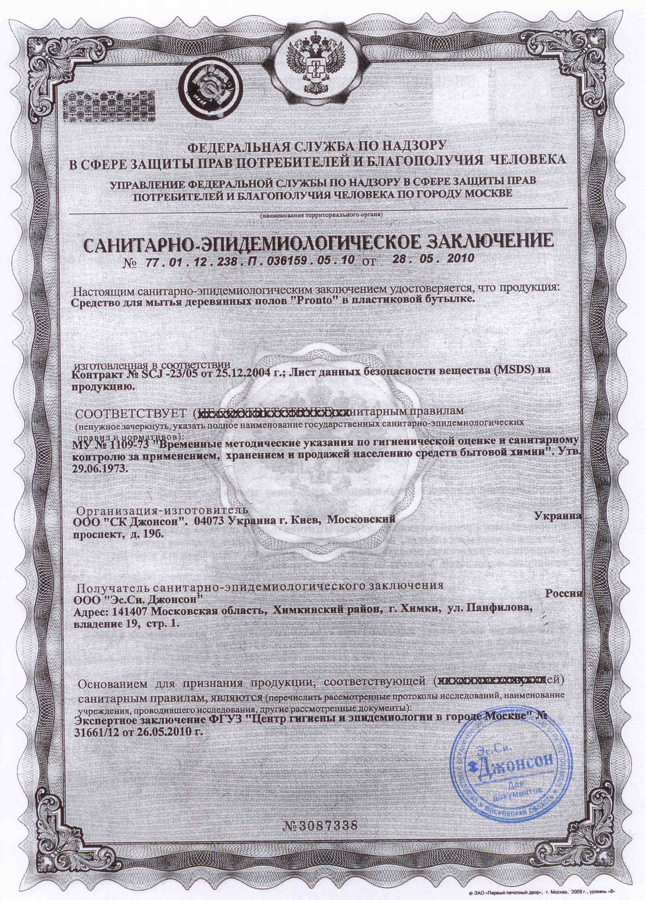 ФЕДЕРАЛЬНАЯ СЛУЖБА ПО НАДЗОРУ
В СФЕРЕ ЗАЩИТЫ ПРАВ ПОТРЕБИТЕЛЕЙ И БЛАГОПОЛУЧИЯ ЧЕЛОВЕКА
УПРАВЛЕНИЕ ФЕДЕРАЛЬНОЙ СЛУЖБЫ ПО НАДЗОРУ В СФЕРЕ ЗАЩИТЫ ПРАВ
ПОТРЕБИТЕЛЕЙ И БЛАГОПОЛУЧИЯ ЧЕЛОВЕКА ПО ГОРОДУ МОСКВЕ
(наименование территориального органа)
САНИТАРНО-ЭПИДЕМИОЛОГИЧЕСКОЕ ЗАКЛЮЧЕНИЕ
№ 77.01.12.238.П.036159.05.10 от 28.05.2010
Настоящим санитарно-эпидемиологическим заключением удостоверяется, что продукция:
Средство для мытья деревянных полов "Pronto" в пластиковой бутылке.
изготовленная в соответствии
Контракт № SCJ -23/05 от 25.12.2004 г.; Лист данных безопасности вещества (MSDS) на
продукцию.
СООТВЕТСТВУЕТ ( санитарным правилам
(ненужное зачеркнуть, указать полное наименование государственных санитарно-эпидемиологических
правил и нормативов):
МУ № 1109-73 "Временные методические указания по гигиенической оценке и санитарному
контролю за применением, хранением и продажей населению средств бытовой химии". Утв.
29.06.1973.
Организация-изготовитель
ООО "СК Джонсон". 04073 Украина г. Киев, Московский Украина
проспект, д. 19б.
Получатель санитарно-эпидемиологического заключения
ООО "Эс.Си. Джонсон" Россия
Адрес: 141407 Московская область, Химкинский район, г. Химки, ул. Панфилова,
владение 19, стр. 1.
Основанием для признания продукции, соответствующей ( ей)
санитарным правилам, являются (перечислить рассмотренные протоколы исследований, наименование
учреждения, проводившего исследования, другие рассмотренные документы):
Экспертное заключение ФГУЗ "Центр гигиены и эпидемиологии в городе Москве" №
31661/12 от 26.05.2010 г.
Эс.Си.
Джонсон
Для
документов
№3087338
© ЗАО «Первый печатный двор», г. Москва, 2009 г., уровень «В»